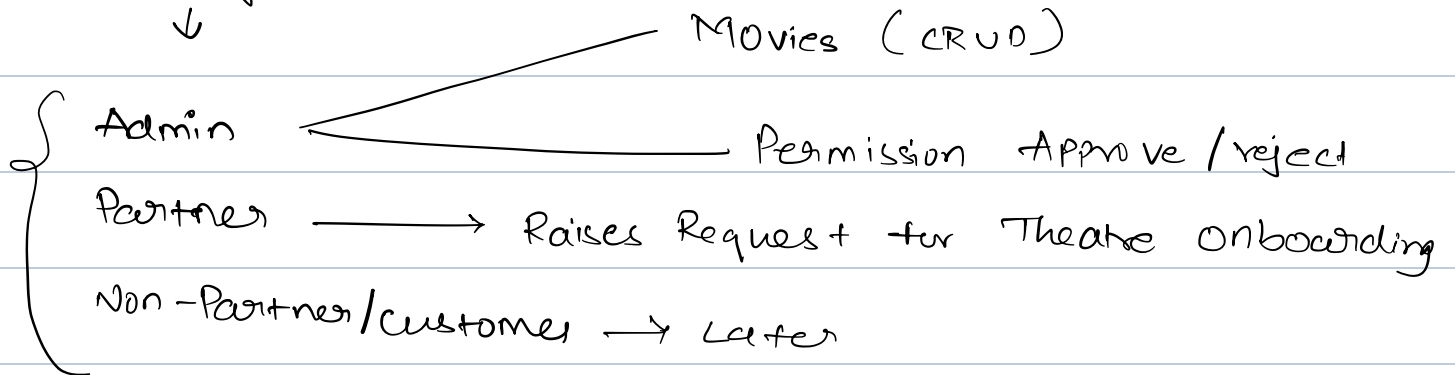 Movies (CRUD)
Admin
Permission Approve/reject
Partner → Raises Request for Theatre onboarding
Non-Partner/customer → Later